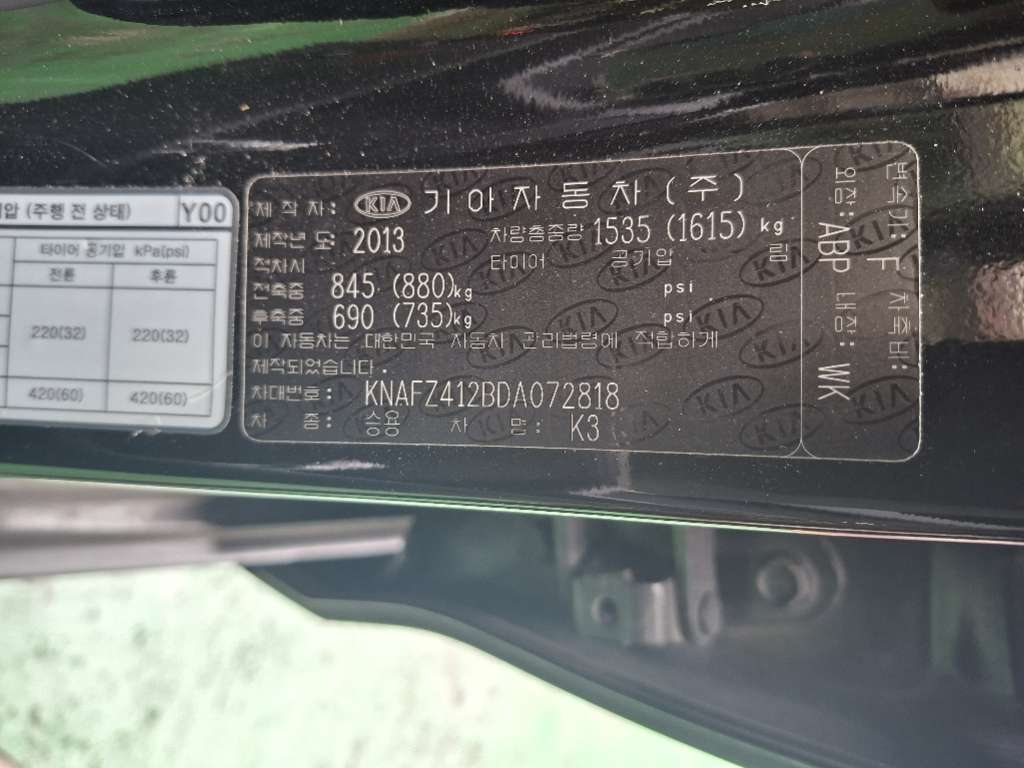 기압 (주행 전 상태) Y00
타이어 공기압 kPa(psi)
전륜 후륜
220(32) 220(32)
420(60) 420(60)
제 작 자: KIA 기아자동차(주)
제작년 도: 2013 차량총중량 1535 (1615) kg
적차시 타이어 공기압 림
전축중 845 (880)kg psi
후축중 690 (735)kg psi
이 자동차는 대한민국 자동차 관리법령에 적합하게
제작되었습니다.
차대번호: KNAFZ412BDA072818
차 종: 승용 차 명: K3
변속기: F 차축비:
외장: ABP 내장: WK